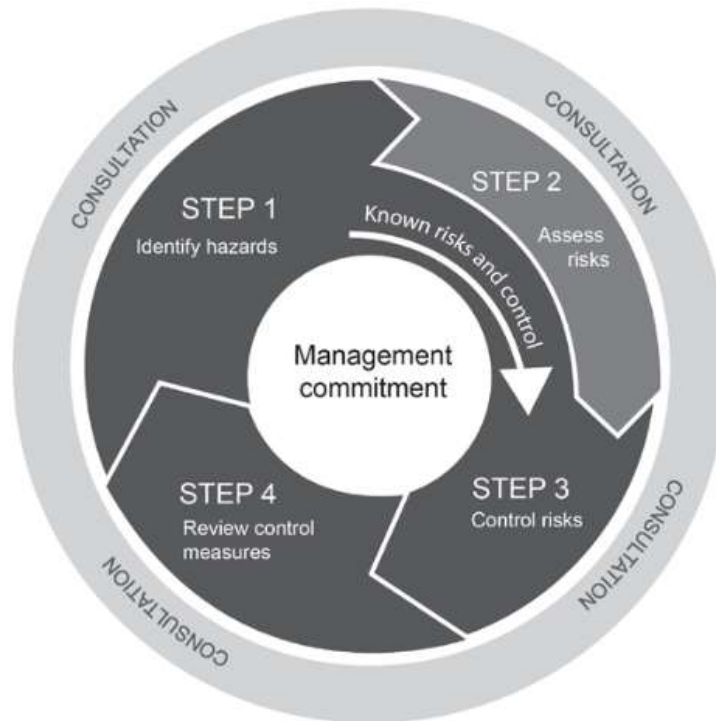 CONSULTATION
CONSULTATION
STEP 1
Identify hazards
STEP 2
Assess
risks
Known risks and control
Management
commitment
STEP 3
Control risks
STEP 4
Review control
measures
CONSULTATION
CONSULTATION